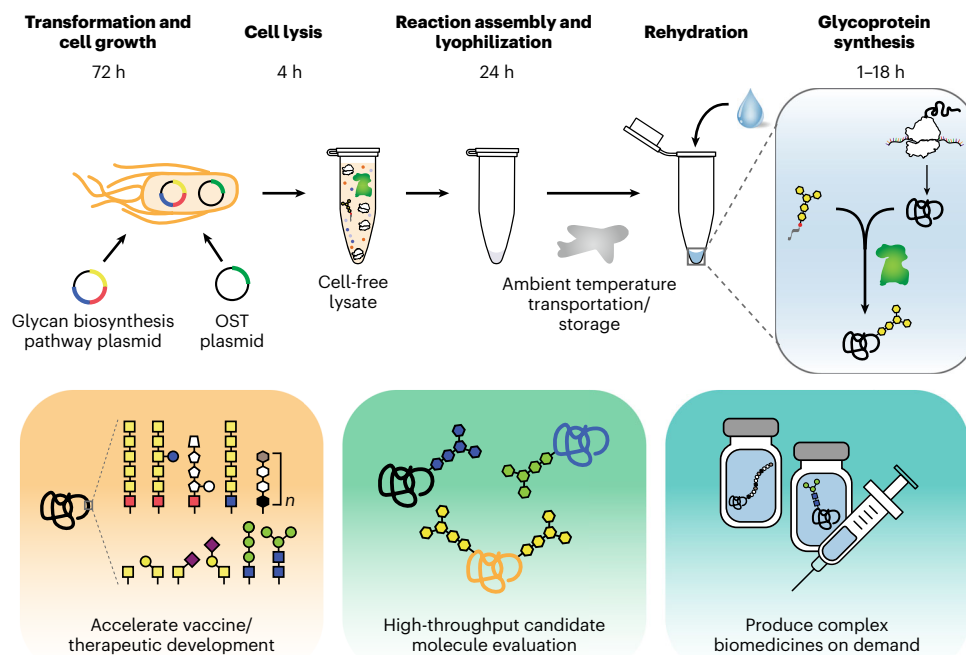 Transformation and
cell growth
72 h
Cell lysis
4 h
Reaction assembly and
lyophilization
24 h
Rehydration
Glycoprotein
synthesis
1–18 h
Glycan biosynthesis
pathway plasmid
OST
plasmid
Cell-free
lysate
Ambient temperature
transportation/
storage
n
Accelerate vaccine/
therapeutic development
High-throughput candidate
molecule evaluation
Produce complex
biomedicines on demand